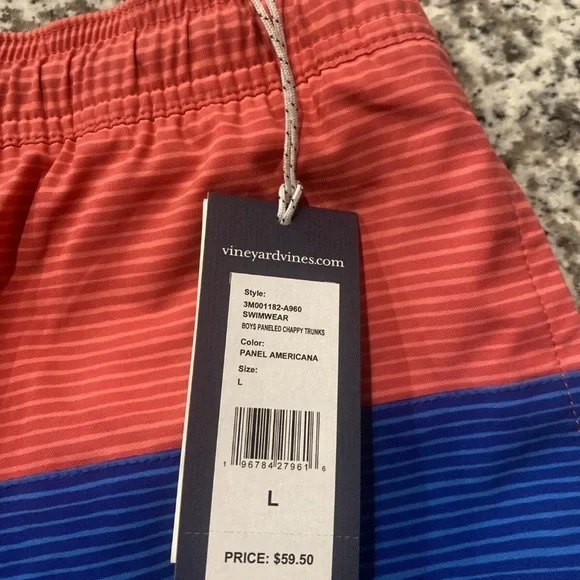 vineyardvines.com
Style:
3M001182-A960
SWIMWEAR
BOYS PANELED CHAPPY TRUNKS
Color:
PANEL AMERICANA
Size:
L
1 96784 27961 6
L
PRICE: $59.50